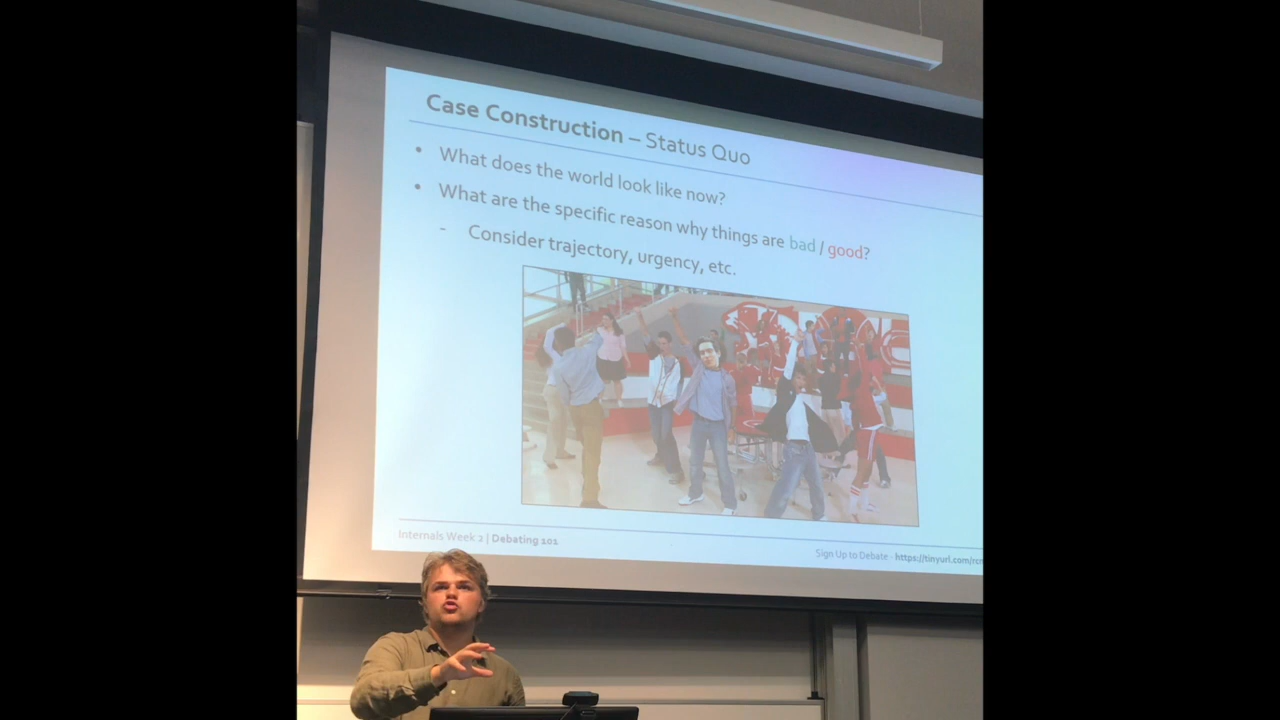 Case Construction – Status Quo
• What does the world look like now?
• What are the specific reason why things are bad / good?
- Consider trajectory, urgency, etc.
Internals Week 2 | Debating 101
Sign Up to Debate - https://tinyurl.com/rcn